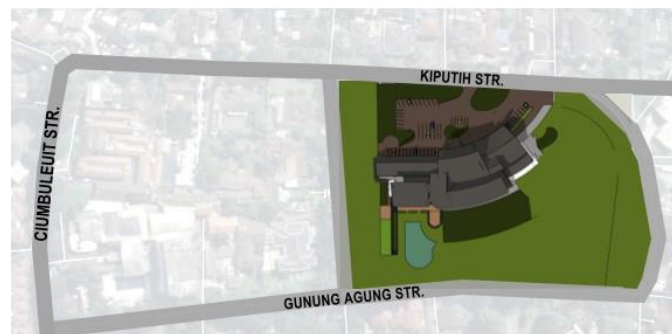 KIPUTIH STR.
CIUMBULEUIT STR.
GUNUNG AGUNG STR.